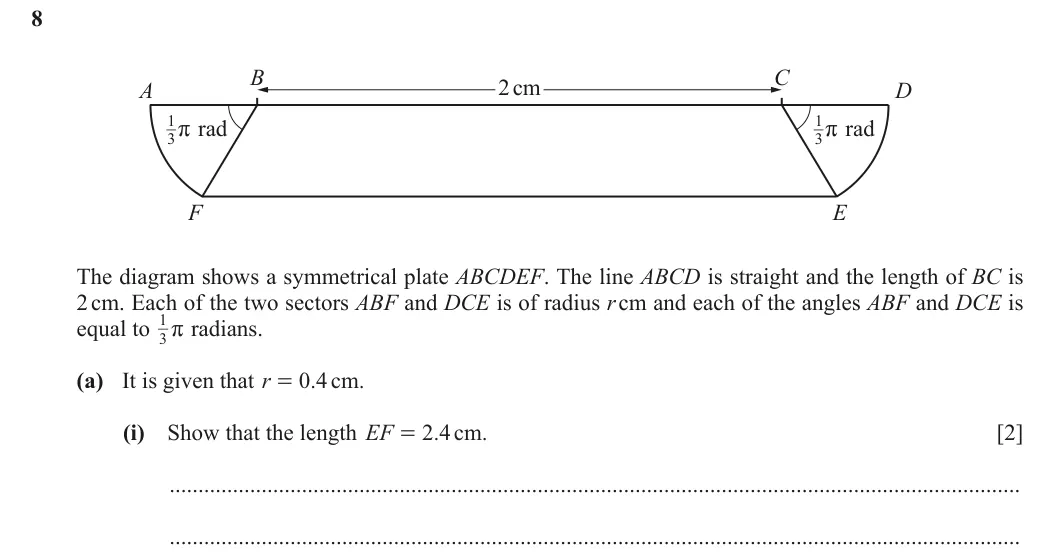 8
B C
A 2 cm D
1/3 π rad 1/3 π rad
F E
The diagram shows a symmetrical plate ABCDEF. The line ABCD is straight and the length of BC is
2 cm. Each of the two sectors ABF and DCE is of radius r cm and each of the angles ABF and DCE is
equal to 1/3 π radians.
(a) It is given that r = 0.4 cm.
(i) Show that the length EF = 2.4 cm. [2]